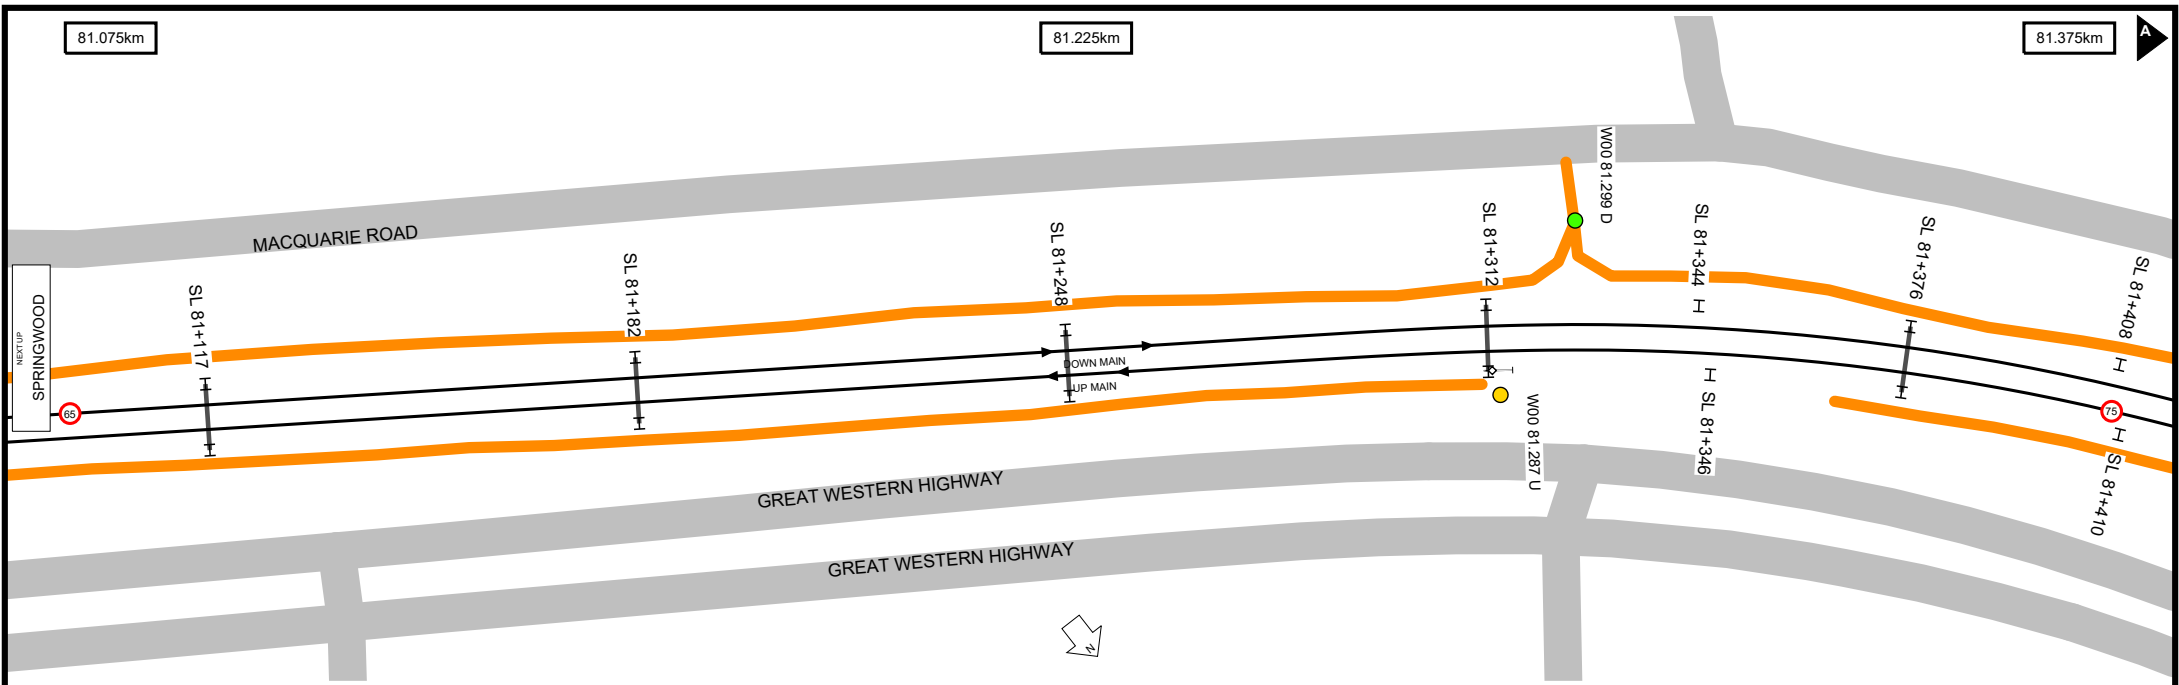 81.075km
81.225km
81.375km
A
W00 81.299 D
MACQUARIE ROAD
SL 81+117
SL 81+182
SL 81+248
SL 81+312
SL 81+344
SL 81+376
SL 81+408
NEXT UP
SPRINGWOOD
65
DOWN MAIN
UP MAIN
75
W00 81.287 U
SL 81+346
SL 81+410
GREAT WESTERN HIGHWAY
GREAT WESTERN HIGHWAY
N